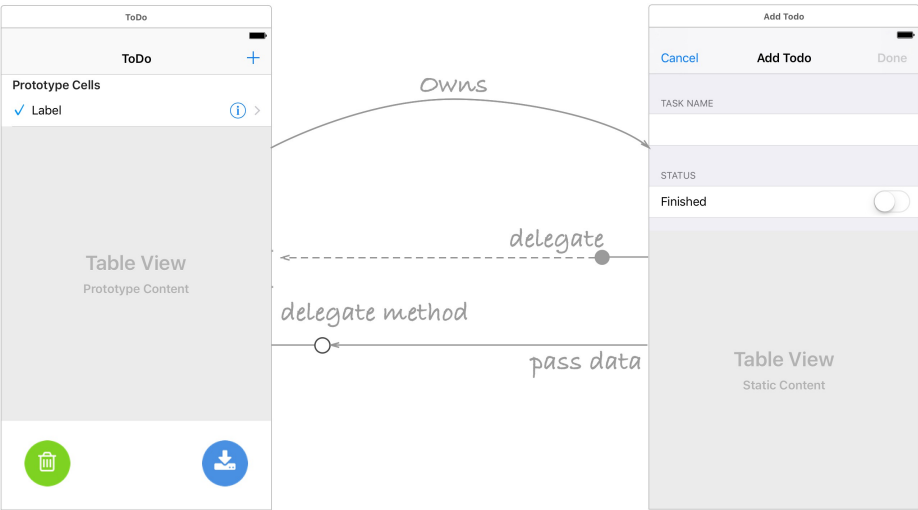 ToDo
ToDo
Prototype Cells
Label
Table View
Prototype Content
Owns
delegate
delegate method
pass data
Add Todo
Cancel Add Todo Done
TASK NAME
STATUS
Finished
Table View
Static Content